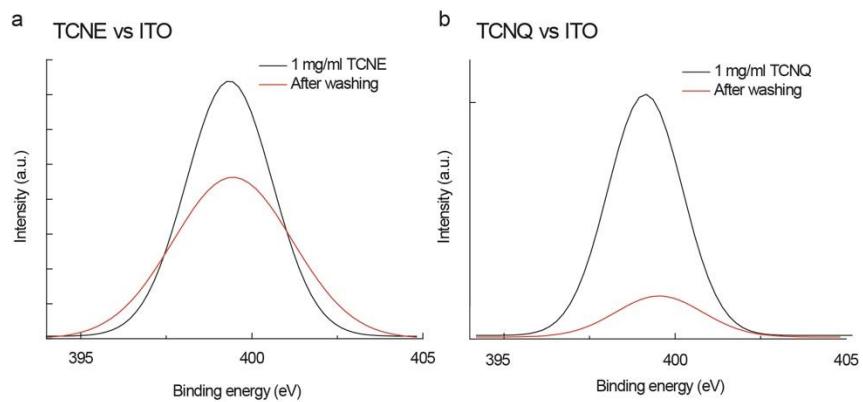 a
TCNE vs ITO
1 mg/ml TCNE
After washing
Intensity (a.u.)
395
400
405
Binding energy (eV)
b
TCNQ vs ITO
1 mg/ml TCNQ
After washing
Intensity (a.u.)
395
400
405
Binding energy (eV)